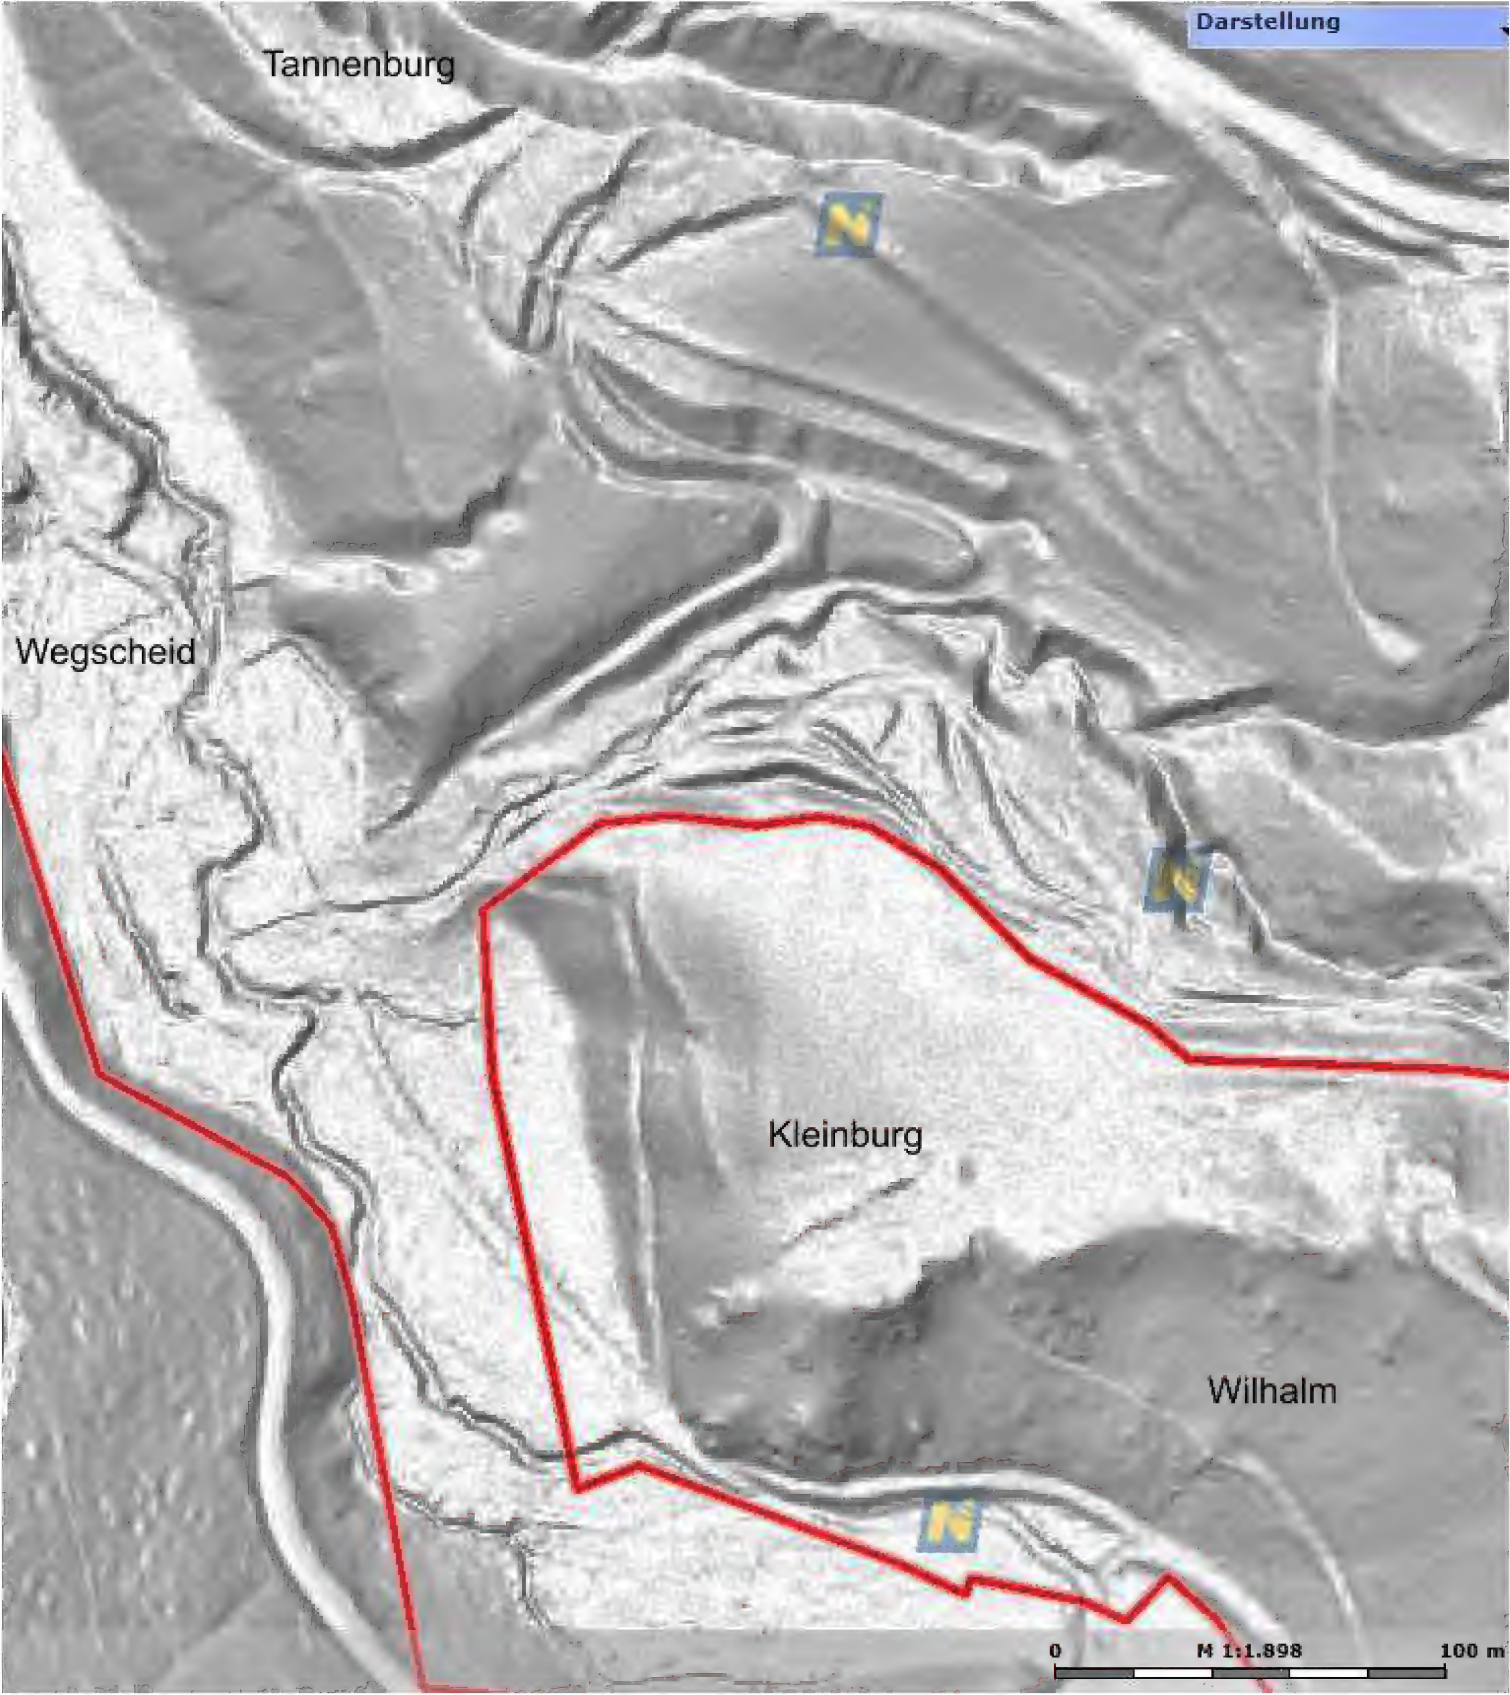 Darstellung
Tannenburg
N
Wegscheid
N
Kleinburg
Wilhalm
N
0 M 1:1.898 100 m